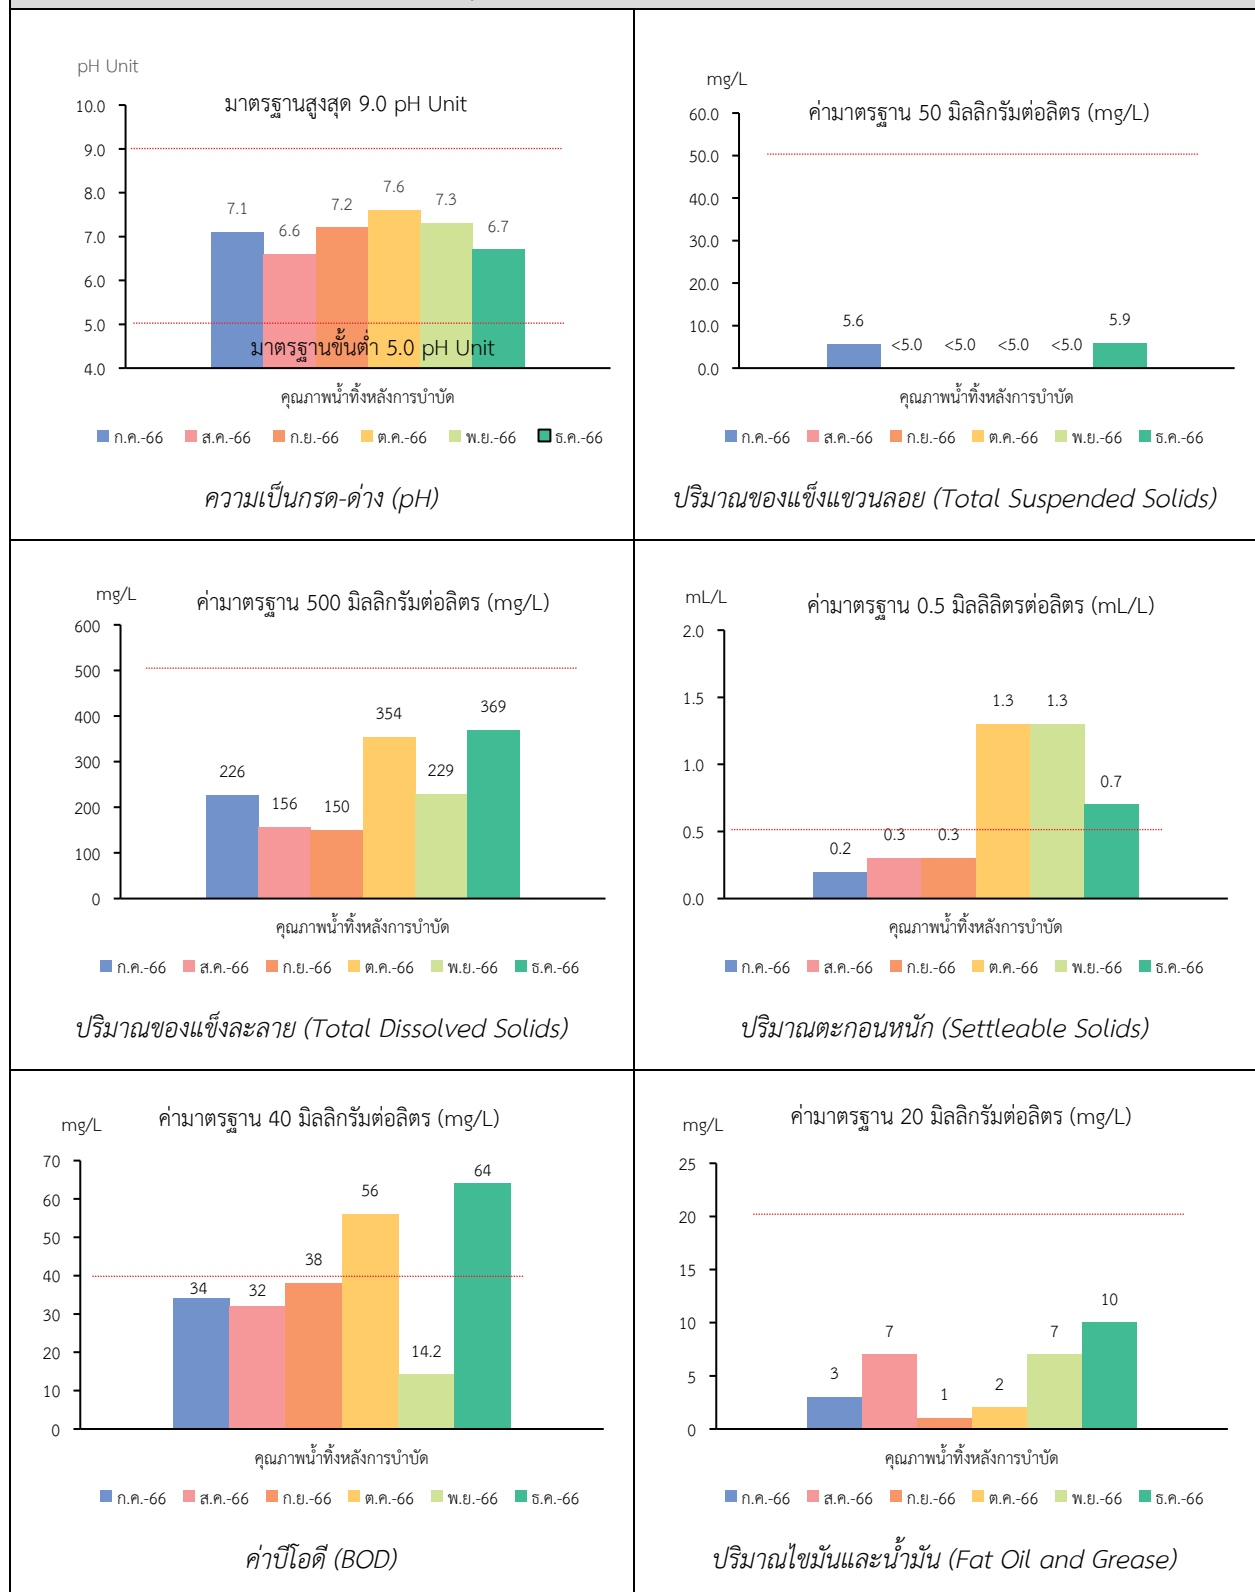 pH Unit
มาตรฐานสูงสุด 9.0 pH Unit
10.0
9.0
8.0
7.0
6.0
5.0
4.0
7.1
6.6
7.2
7.6
7.3
6.7
มาตรฐานขั้นต่ำ 5.0 pH Unit
คุณภาพน้ำทิ้งหลังการบำบัด
ก.ค.-66 ส.ค.-66 ก.ย.-66 ต.ค.-66 พ.ย.-66 ธ.ค.-66
ความเป็นกรด-ด่าง (pH)
mg/L
ค่ามาตรฐาน 50 มิลลิกรัมต่อลิตร (mg/L)
60.0
50.0
40.0
30.0
20.0
10.0
0.0
5.6
<5.0
<5.0
<5.0
<5.0
5.9
คุณภาพน้ำทิ้งหลังการบำบัด
ก.ค.-66 ส.ค.-66 ก.ย.-66 ต.ค.-66 พ.ย.-66 ธ.ค.-66
ปริมาณของแข็งแขวนลอย (Total Suspended Solids)
mg/L
ค่ามาตรฐาน 500 มิลลิกรัมต่อลิตร (mg/L)
600
500
400
300
200
100
0
226
156
150
354
229
369
คุณภาพน้ำทิ้งหลังการบำบัด
ก.ค.-66 ส.ค.-66 ก.ย.-66 ต.ค.-66 พ.ย.-66 ธ.ค.-66
ปริมาณของแข็งละลาย (Total Dissolved Solids)
mL/L
ค่ามาตรฐาน 0.5 มิลลิลิตรต่อลิตร (mL/L)
2.0
1.5
1.0
0.5
0.0
0.2
0.3
0.3
1.3
1.3
0.7
คุณภาพน้ำทิ้งหลังการบำบัด
ก.ค.-66 ส.ค.-66 ก.ย.-66 ต.ค.-66 พ.ย.-66 ธ.ค.-66
ปริมาณตะกอนหนัก (Settleable Solids)
mg/L
ค่ามาตรฐาน 40 มิลลิกรัมต่อลิตร (mg/L)
70
60
50
40
30
20
10
0
34
32
38
56
14.2
64
คุณภาพน้ำทิ้งหลังการบำบัด
ก.ค.-66 ส.ค.-66 ก.ย.-66 ต.ค.-66 พ.ย.-66 ธ.ค.-66
ค่าบีโอดี (BOD)
mg/L
ค่ามาตรฐาน 20 มิลลิกรัมต่อลิตร (mg/L)
25
20
15
10
5
0
3
7
1
2
7
10
คุณภาพน้ำทิ้งหลังการบำบัด
ก.ค.-66 ส.ค.-66 ก.ย.-66 ต.ค.-66 พ.ย.-66 ธ.ค.-66
ปริมาณไขมันและน้ำมัน (Fat Oil and Grease)